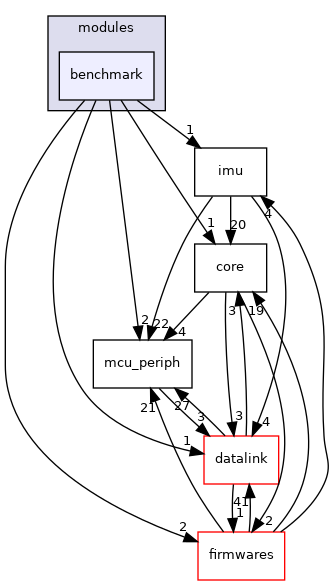 modules
benchmark
1
imu
4
1
20
core
3
19
2
22
4
mcu_periph
21
27
3
3
4
1
datalink
41
1
2
2
firmwares